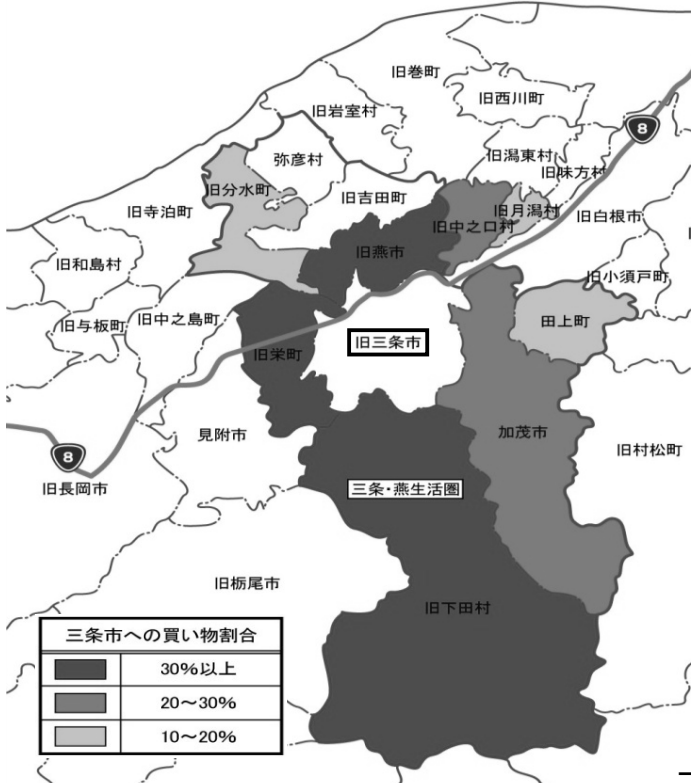 旧巻町
旧西川町
旧岩室村
8
弥彦村
旧潟東村
旧味方村
旧分水町
旧吉田町
旧月潟村
旧寺泊町
旧中之口村
旧白根市
旧燕市
旧和島村
旧小須戸町
旧与板町
旧中之島町
田上町
旧三条市
旧栄町
見附市
加茂市
旧村松町
8
旧長岡市
三条・燕生活圏
旧栃尾市
旧下田村
三条市への買い物割合
30%以上
20～30%
10～20%